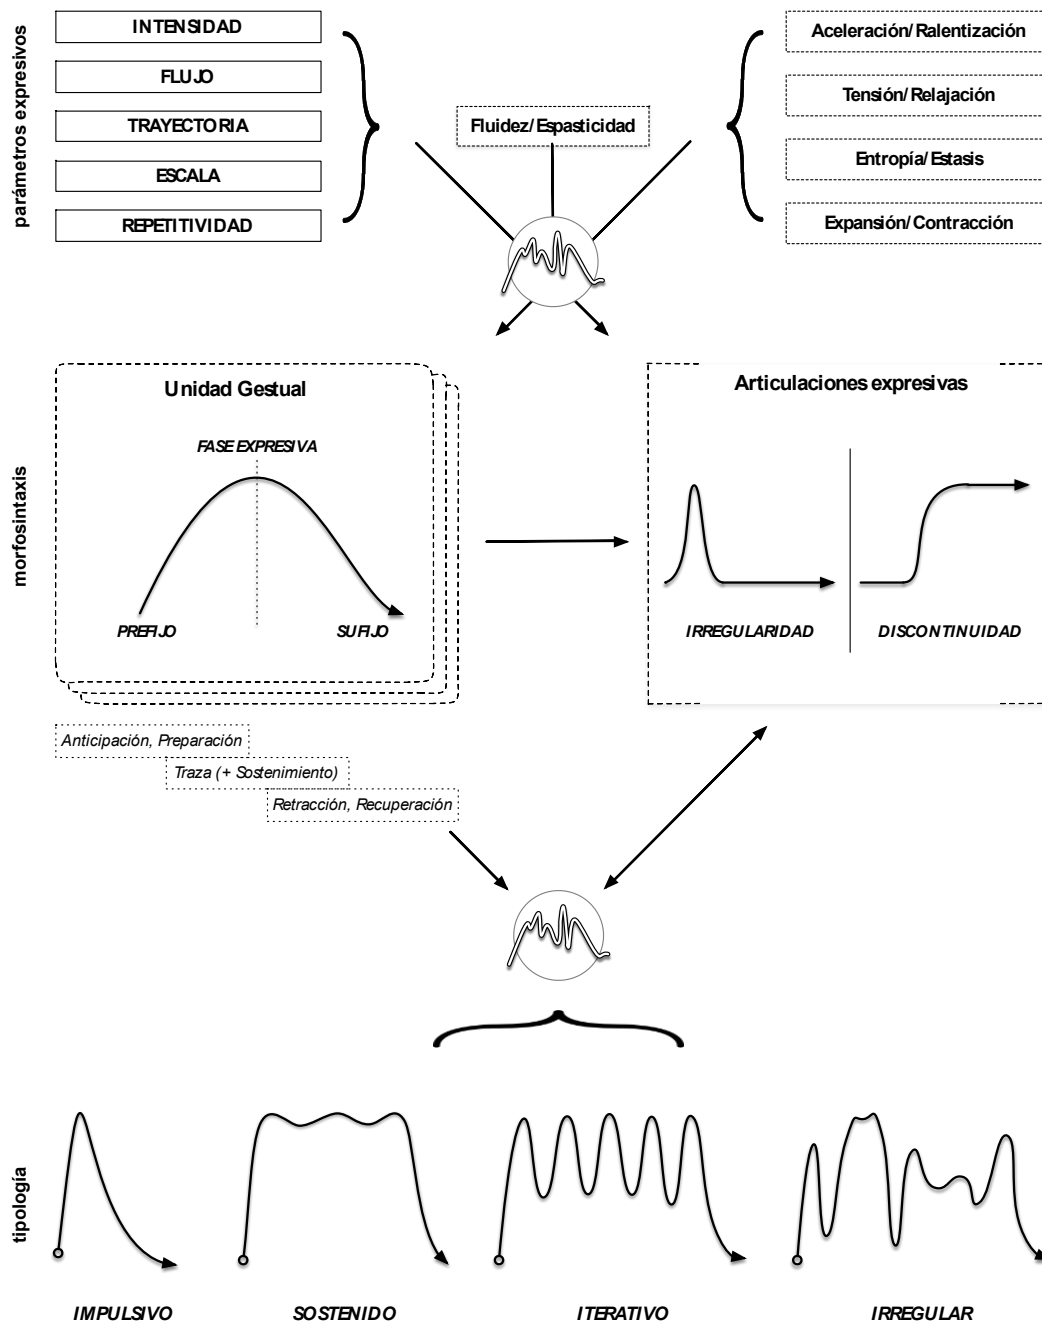 parámetros expresivos
INTENSIDAD
FLUJO
TRAYECTORIA
ESCALA
REPETITIVIDAD
Fluidez/ Espasticidad
Aceleración/ Ralentización
Tensión/ Relajación
Entropía/ Estasis
Expansión/ Contracción
morfosintaxis
Unidad Gestual
FASE EXPRESIVA
PREFIJO
SUFIJO
Articulaciones expresivas
IRREGULARIDAD
DISCONTINUIDAD
Anticipación, Preparación
Traza (+ Sostenimiento)
Retracción, Recuperación
tipología
IMPULSIVO
SOSTENIDO
ITERATIVO
IRREGULAR